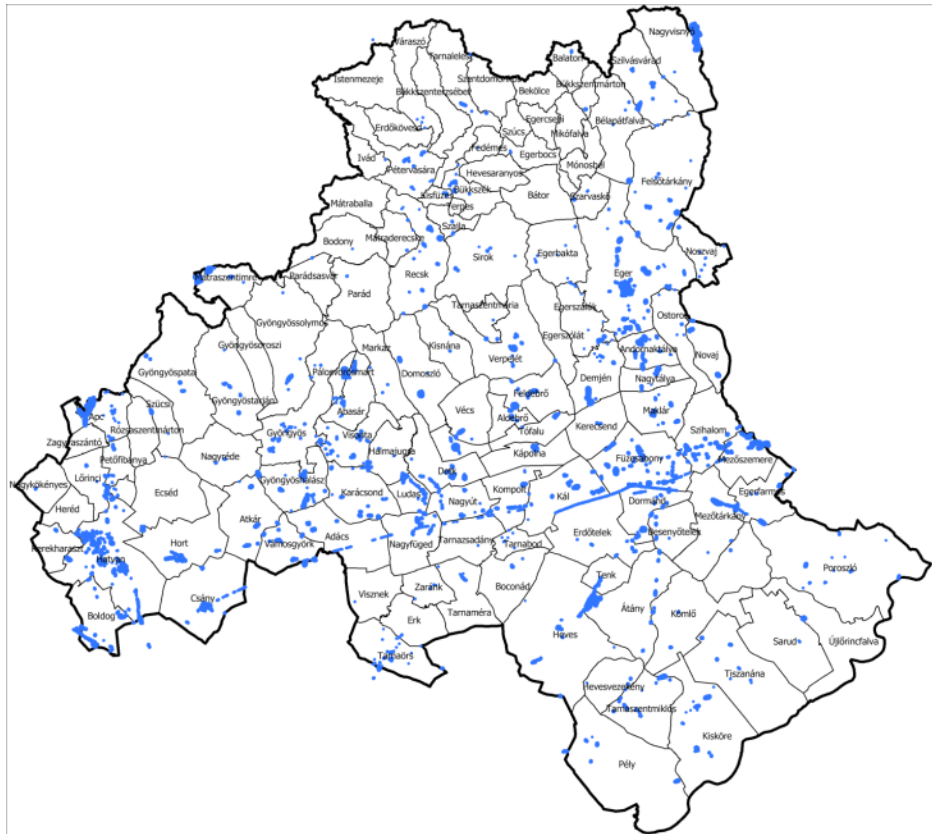 Nagyvisnyó
Váraszó
Tarnalelesz
Balaton
Szilvásvárad
Istenmezeje
Szentdomonkos
Bükkszentmárton
Bükkszenterzsébet
Bekölce
Egercsehi
Bélapátfalva
Erdőkövesd
Szúcs
Mikófalva
Fedémes
Egerbocs
Ivád
Mónosbél
Pétervására
Hevesaranyos
Felsőtárkány
Bükkszék
Kisfüzes
Bátor
Szarvaskő
Mátraballa
Terpes
Szajla
Mátraderecske
Bodony
Sirok
Egerbakta
Noszvaj
Mátraszentimre
Parádsasvár
Recsk
Eger
Parád
Tarnaszentmária
Egerszalók
Ostoros
Gyöngyössolymos
Gyöngyösoroszi
Markaz
Kisnána
Egerszólát
Andornaktálya
Verpelét
Novaj
Gyöngyöspata
Pálosvörösmart
Domoszló
Demjén
Nagytálya
Gyöngyöstarján
Feldebrő
Szücsi
Abasár
Vécs
Aldebrő
Maklár
Apc
Rózsaszentmárton
Gyöngyös
Visonta
Tófalu
Kerecsend
Szihalom
Zagyvaszántó
Halmajugra
Kápolna
Petőfibánya
Nagyréde
Füzesabony
Mezőszemere
Detk
Lőrinci
Gyöngyöshalász
Nagykökényes
Ecséd
Karácsond
Ludas
Nagyút
Kompolt
Kál
Egerfarmos
Heréd
Dormánd
Mezőtárkány
Atkár
Adács
Tarnazsadány
Erdőtelek
Besenyőtelek
Kerekharaszt
Hort
Vámosgyörk
Nagyfüged
Tarnabod
Hatvan
Poroszló
Tenk
Zaránk
Boconád
Visznek
Csány
Átány
Boldog
Tarnaméra
Kömlő
Erk
Heves
Sarud
Újlőrincfalva
Tarnaörs
Tiszanána
Hevesvezekény
Tarnaszentmiklós
Kisköre
Pély